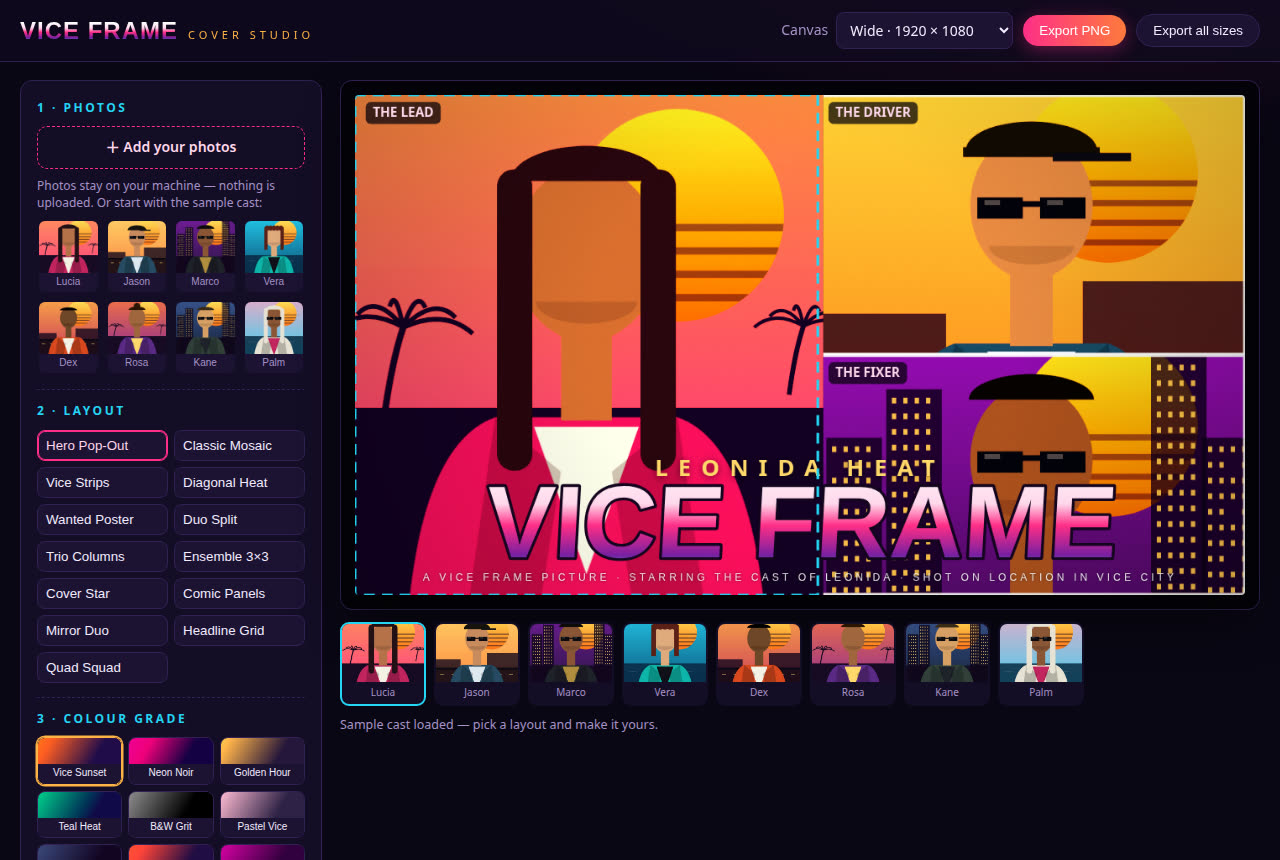 VICE FRAME COVER STUDIO
Canvas
Wide · 1920 × 1080
Export PNG
Export all sizes
1 · PHOTOS
＋ Add your photos
Photos stay on your machine — nothing is
uploaded. Or start with the sample cast:
Lucia
Jason
Marco
Vera
Dex
Rosa
Kane
Palm
2 · LAYOUT
Hero Pop-Out
Classic Mosaic
Vice Strips
Diagonal Heat
Wanted Poster
Duo Split
Trio Columns
Ensemble 3×3
Cover Star
Comic Panels
Mirror Duo
Headline Grid
Quad Squad
3 · COLOUR GRADE
Vice Sunset
Neon Noir
Golden Hour
Teal Heat
B&W Grit
Pastel Vice
THE LEAD
THE DRIVER
THE FIXER
LEONIDA HEAT
VICE FRAME
A VICE FRAME PICTURE · STARRING THE CAST OF LEONIDA · SHOT ON LOCATION IN VICE CITY
Lucia
Jason
Marco
Vera
Dex
Rosa
Kane
Palm
Sample cast loaded — pick a layout and make it yours.